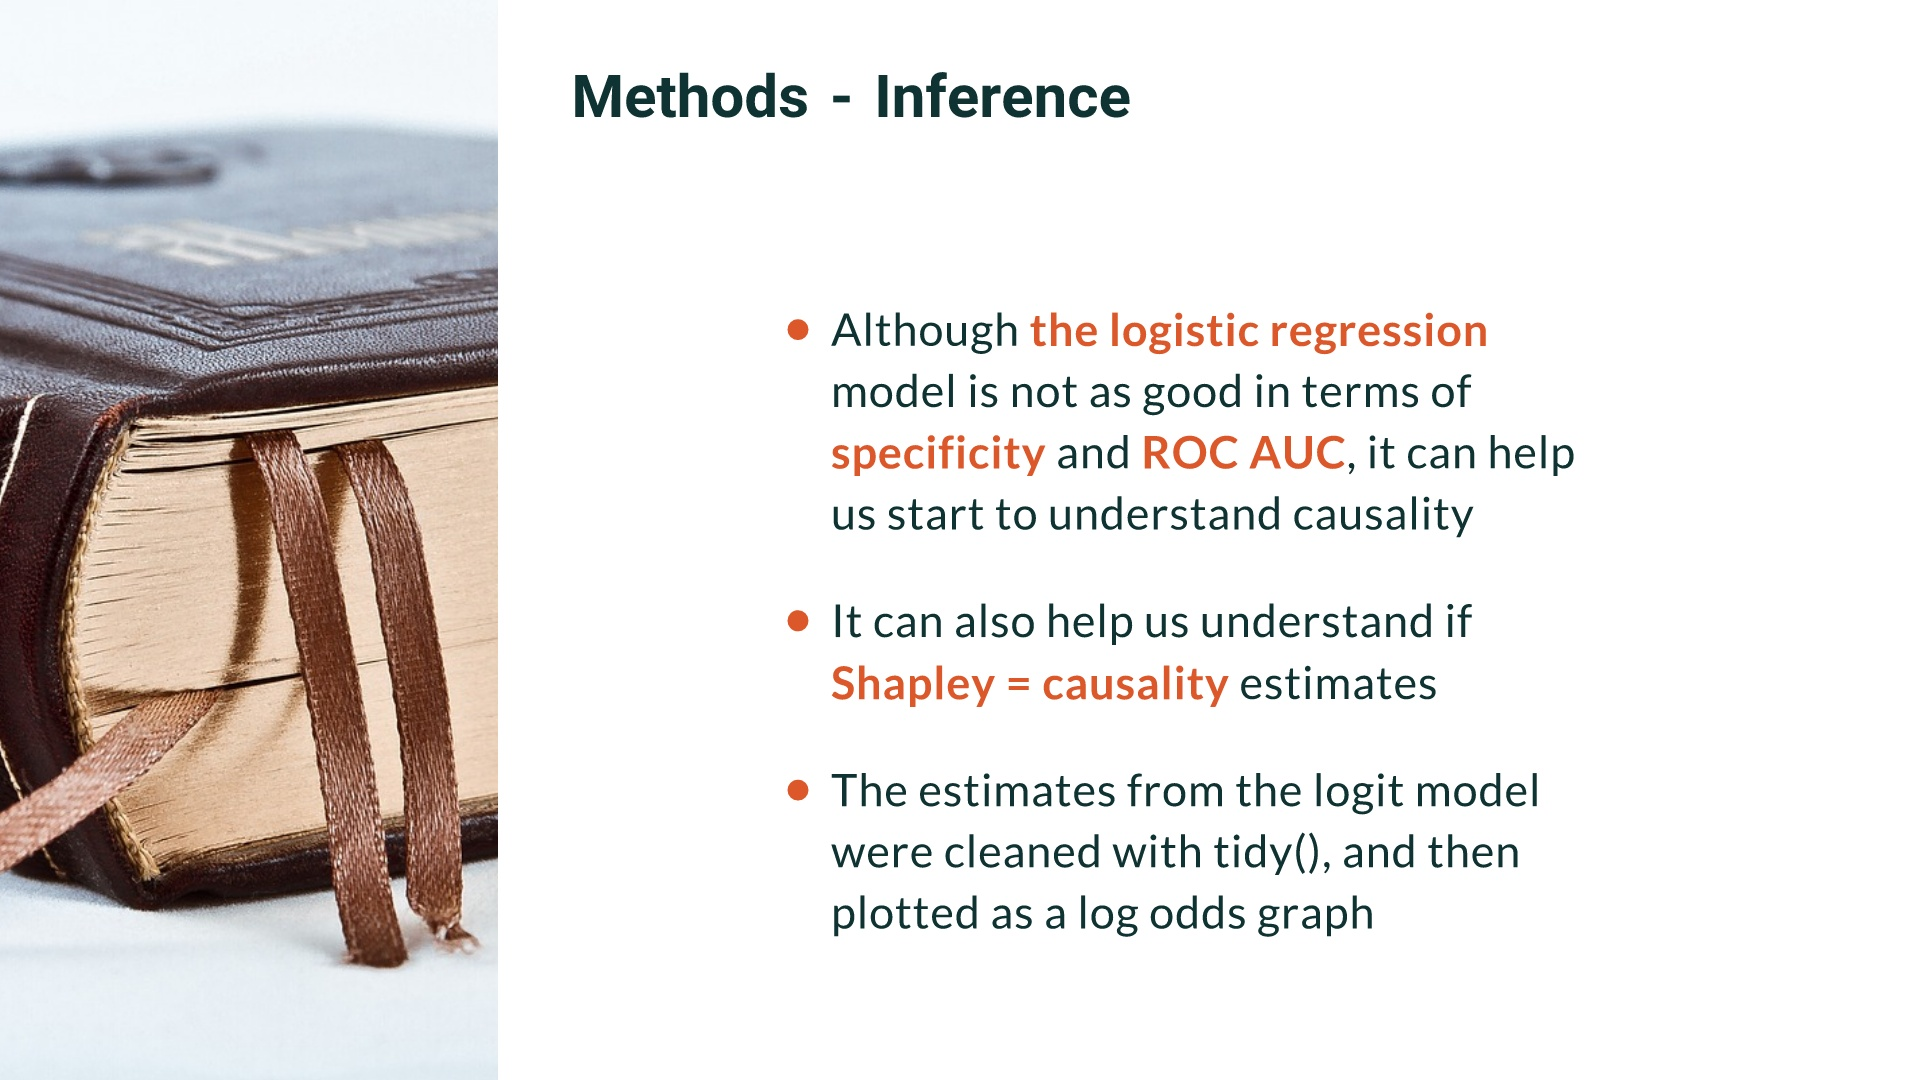 Methods - Inference
Although the logistic regression
model is not as good in terms of
specificity and ROC AUC, it can help
us start to understand causality
It can also help us understand if
Shapley = causality estimates
The estimates from the logit model
were cleaned with tidy(), and then
plotted as a log odds graph